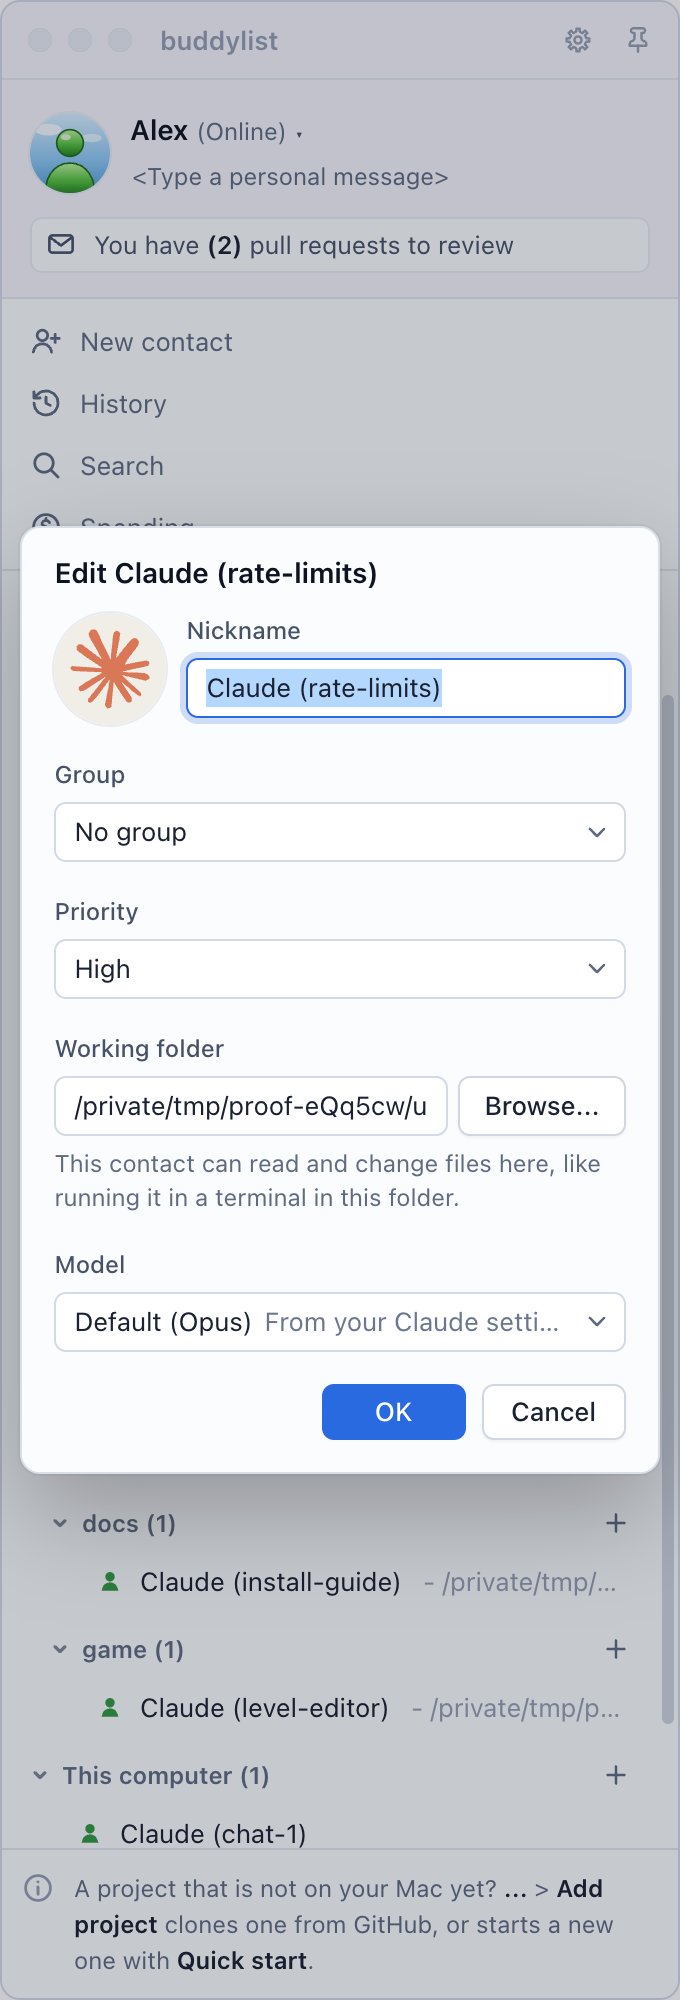 buddylist
Alex (Online)
<Type a personal message>
You have (2) pull requests to review
New contact
History
Search
Spending
Edit Claude (rate-limits)
Nickname
Claude (rate-limits)
Group
No group
Priority
High
Working folder
/private/tmp/proof-eQq5cw/u
Browse...
This contact can read and change files here, like
running it in a terminal in this folder.
Model
Default (Opus) From your Claude setti...
OK
Cancel
docs (1)
Claude (install-guide) - /private/tmp/...
game (1)
Claude (level-editor) - /private/tmp/p...
This computer (1)
Claude (chat-1)
A project that is not on your Mac yet? ... > Add
project clones one from GitHub, or starts a new
one with Quick start.